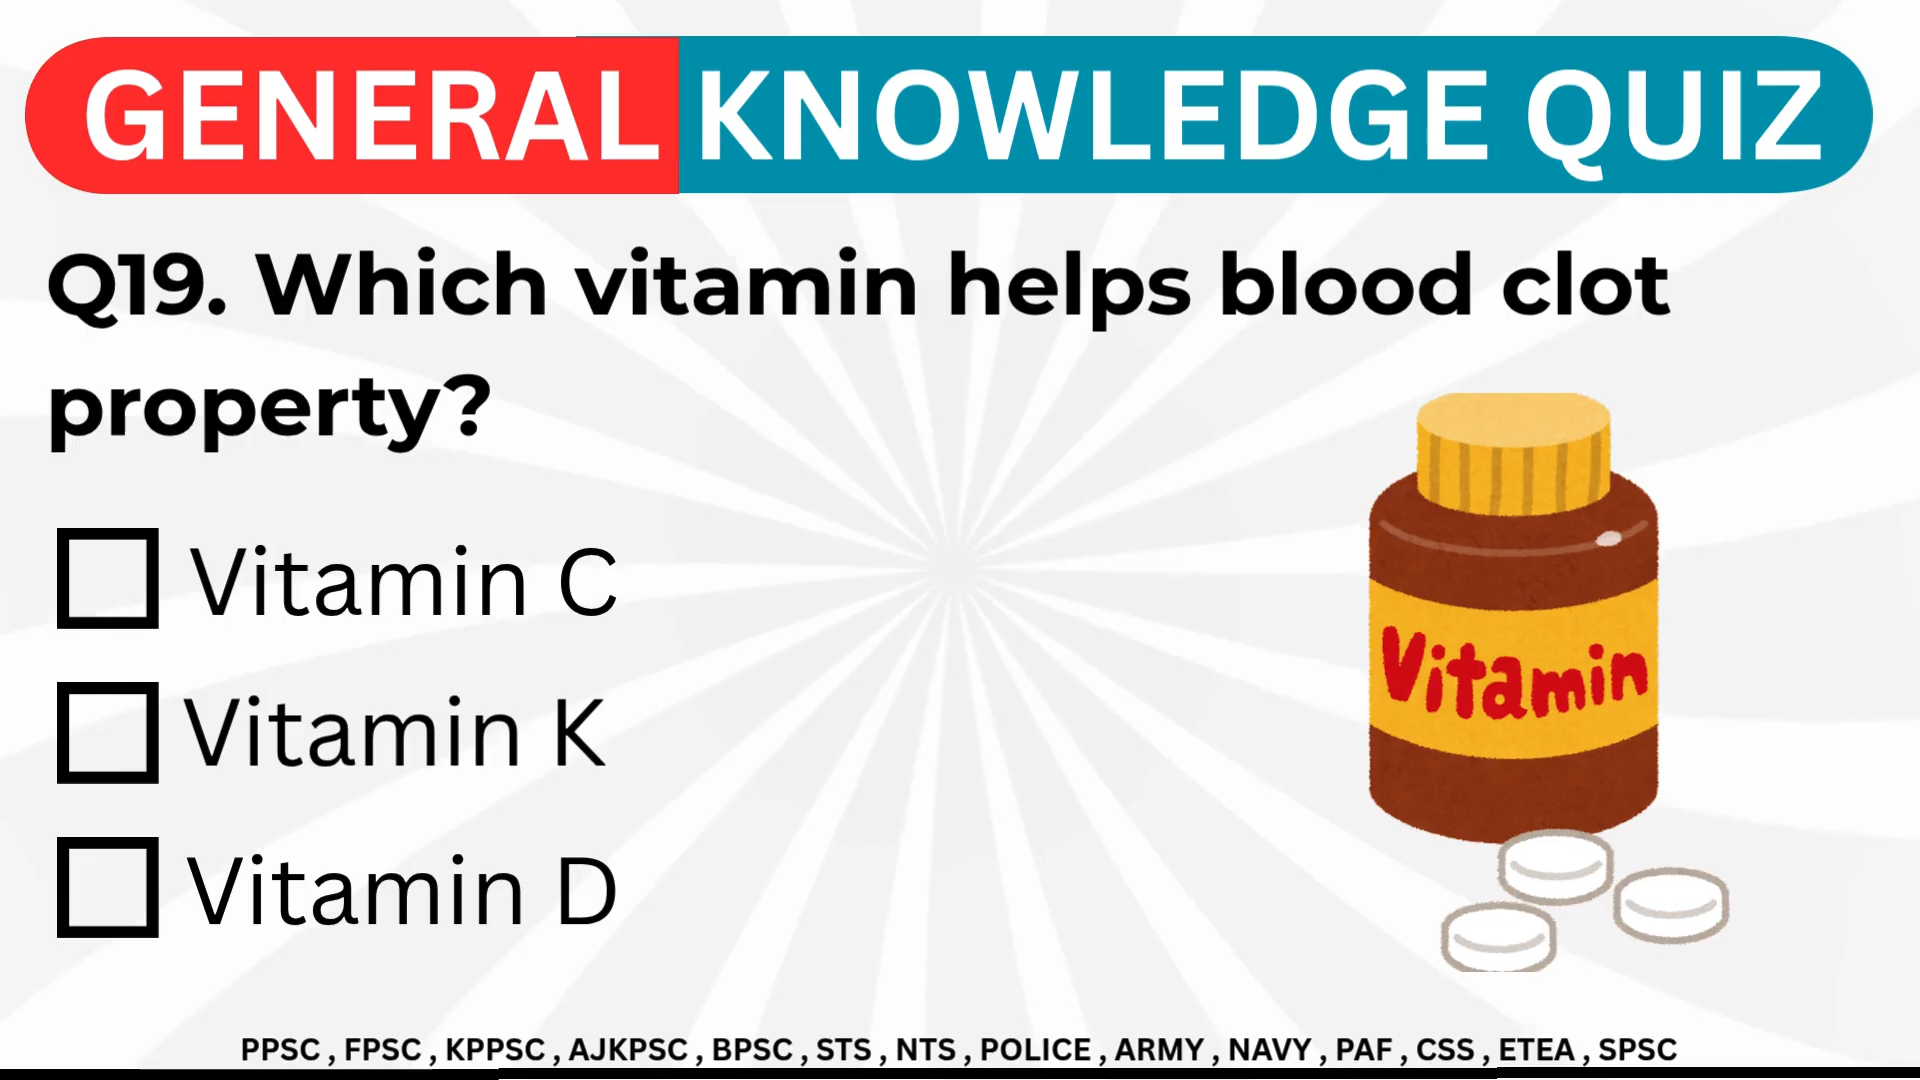 GENERAL KNOWLEDGE QUIZ
Q19. Which vitamin helps blood clot
property?
Vitamin C
Vitamin K
Vitamin D
Vitamin
PPSC , FPSC , KPPSC , AJKPSC , BPSC , STS , NTS , POLICE , ARMY , NAVY , PAF , CSS , ETEA , SPSC